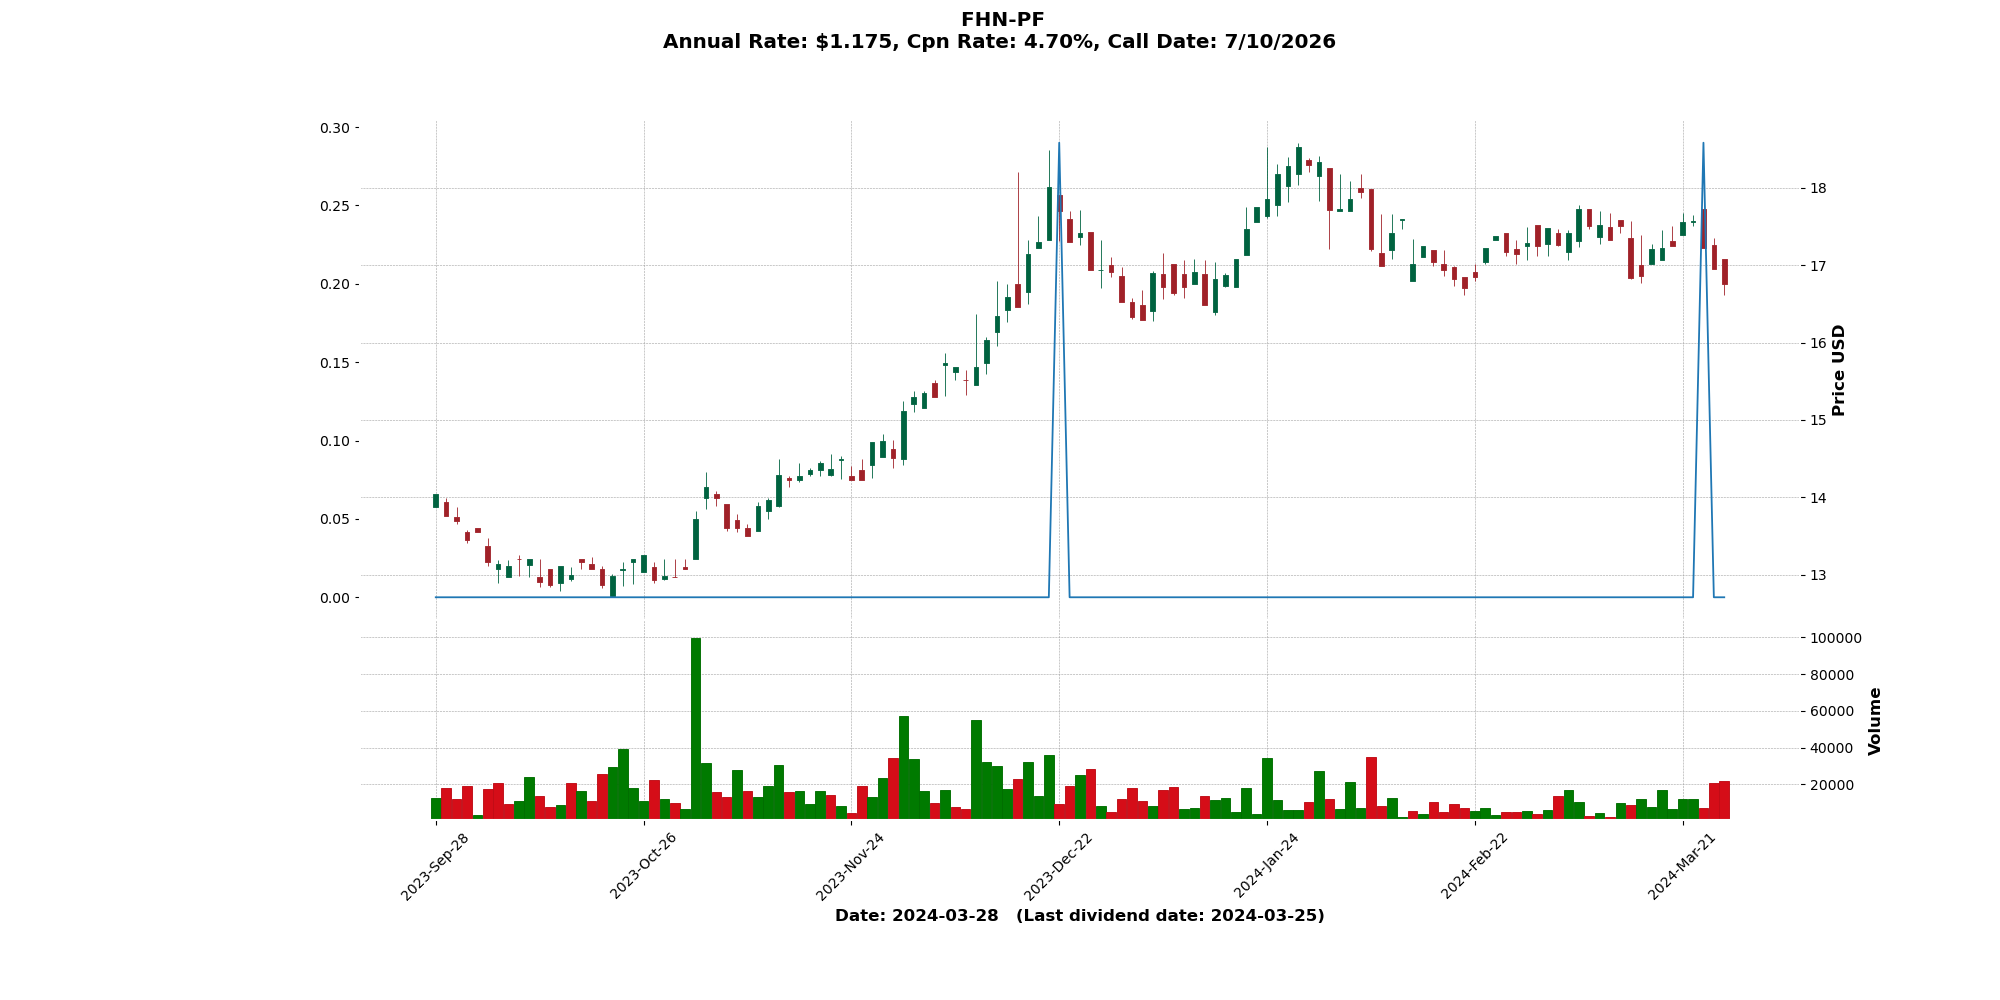 FHN-PF
Annual Rate: $1.175, Cpn Rate: 4.70%, Call Date: 7/10/2026
0.30
0.25
0.20
0.15
0.10
0.05
0.00
18
17
16
15
14
13
Price USD
100000
80000
60000
40000
20000
Volume
2023-Sep-28
2023-Oct-26
2023-Nov-24
2023-Dec-22
2024-Jan-24
2024-Feb-22
2024-Mar-21
Date: 2024-03-28 (Last dividend date: 2024-03-25)